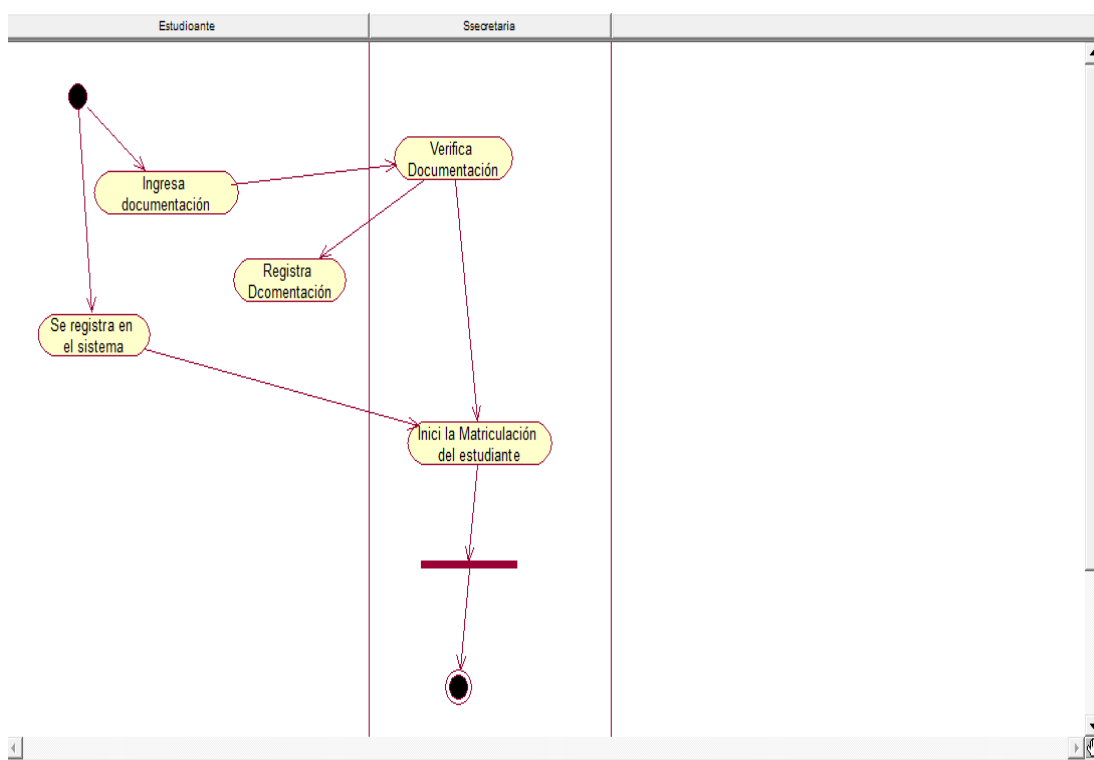 Estudioante
Ssecretaria
Verifica
Documentación
Ingresa
documentación
Registra
Dcomentación
Se registra en
el sistema
Inici la Matriculación
del estudiante